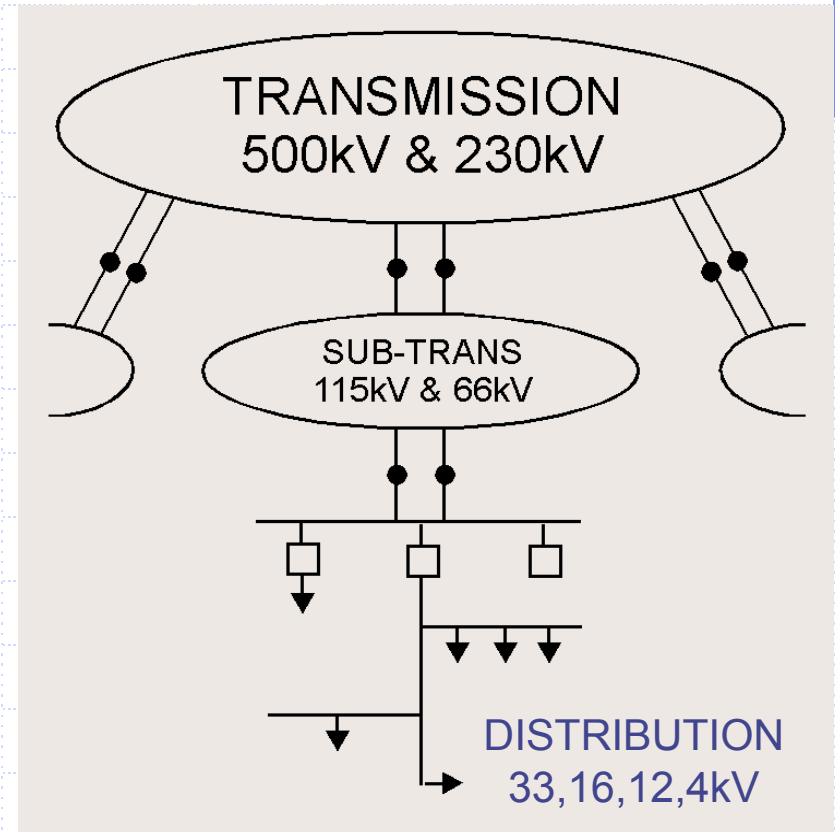 TRANSMISSION
500kV & 230kV
SUB-TRANS
115kV & 66kV
DISTRIBUTION
33,16,12,4kV